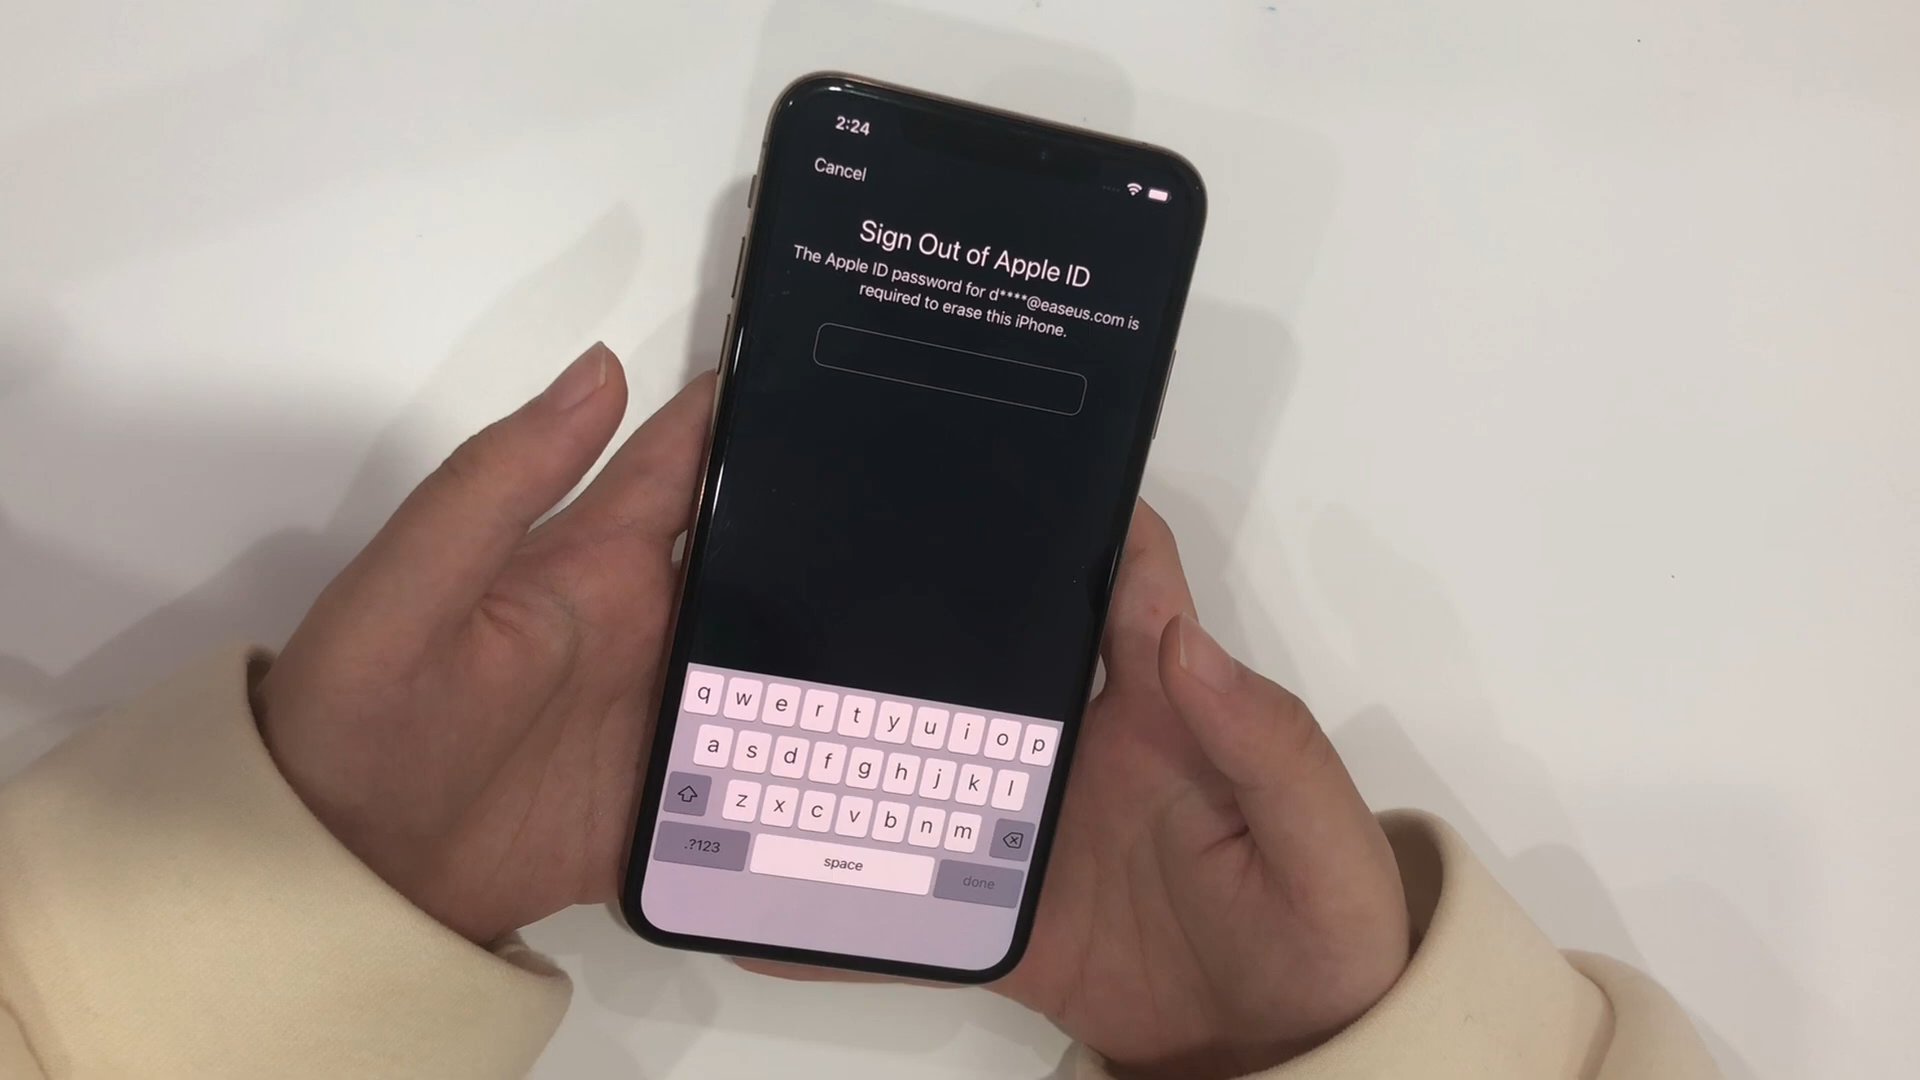 2:24
Cancel
Sign Out of Apple ID
The Apple ID password for d****@easeus.com is
required to erase this iPhone.
q w e r t y u i o p
a s d f g h j k l
z x c v b n m
.?123 space done